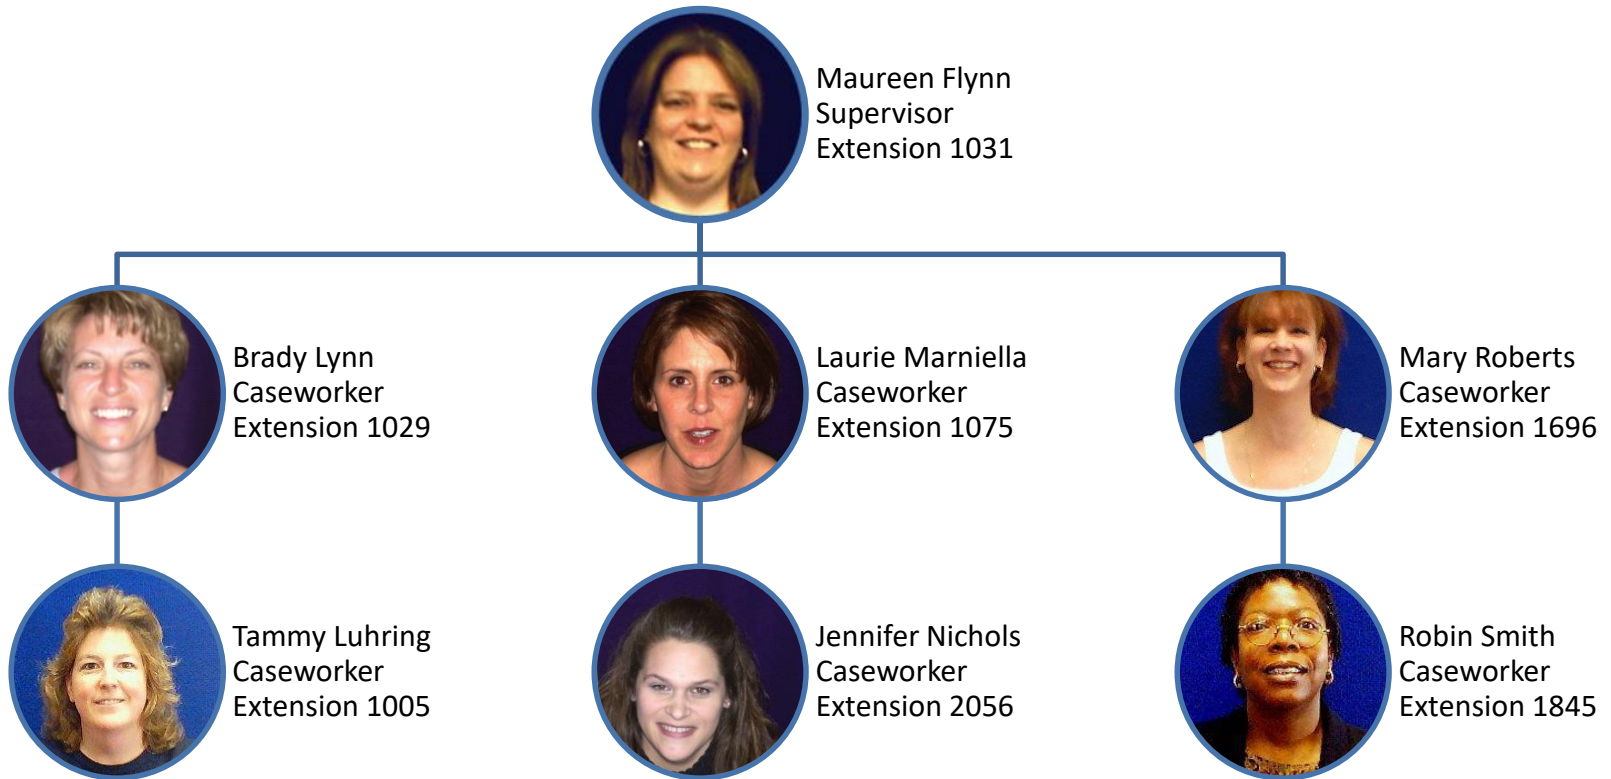 Maureen Flynn
Supervisor
Extension 1031
Brady Lynn
Caseworker
Extension 1029
Laurie Marniella
Caseworker
Extension 1075
Mary Roberts
Caseworker
Extension 1696
Tammy Luhring
Caseworker
Extension 1005
Jennifer Nichols
Caseworker
Extension 2056
Robin Smith
Caseworker
Extension 1845